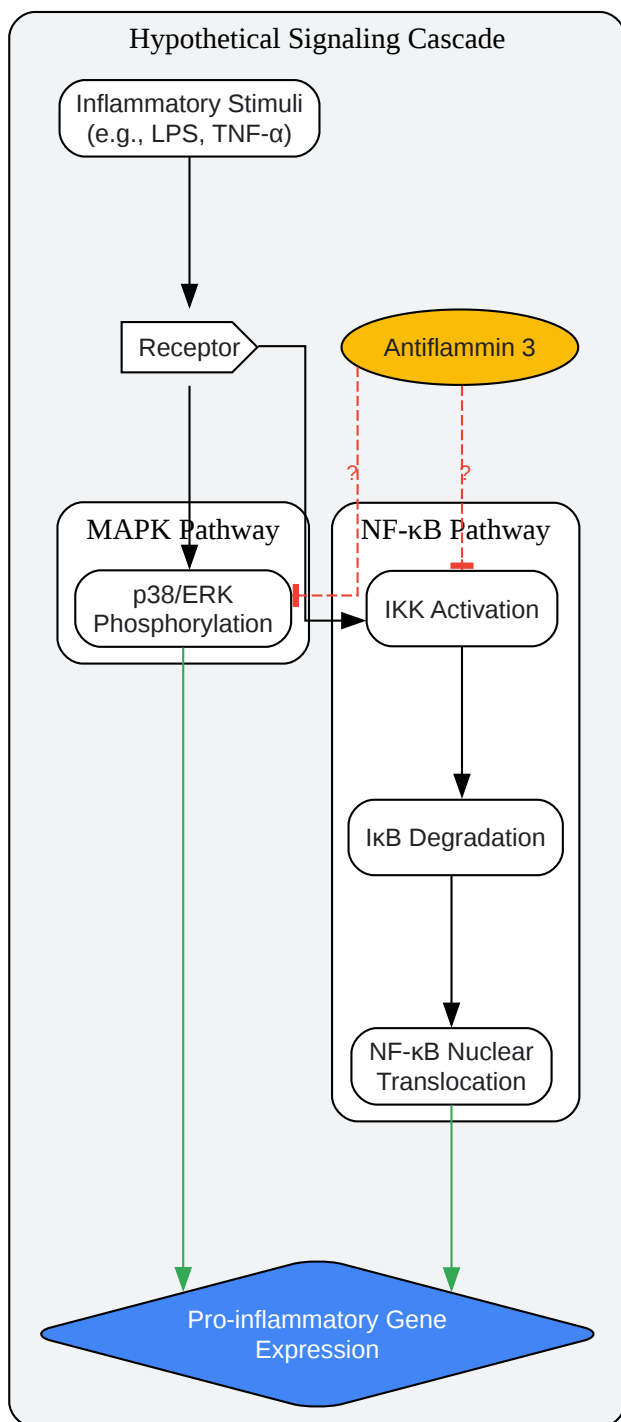 Hypothetical Signaling Cascade
Inflammatory Stimuli
(e.g., LPS, TNF-α)
Receptor
Antiflammin 3
?
?
MAPK Pathway
NF-κB Pathway
p38/ERK
Phosphorylation
IKK Activation
IκB Degradation
NF-κB Nuclear
Translocation
Pro-inflammatory Gene
Expression